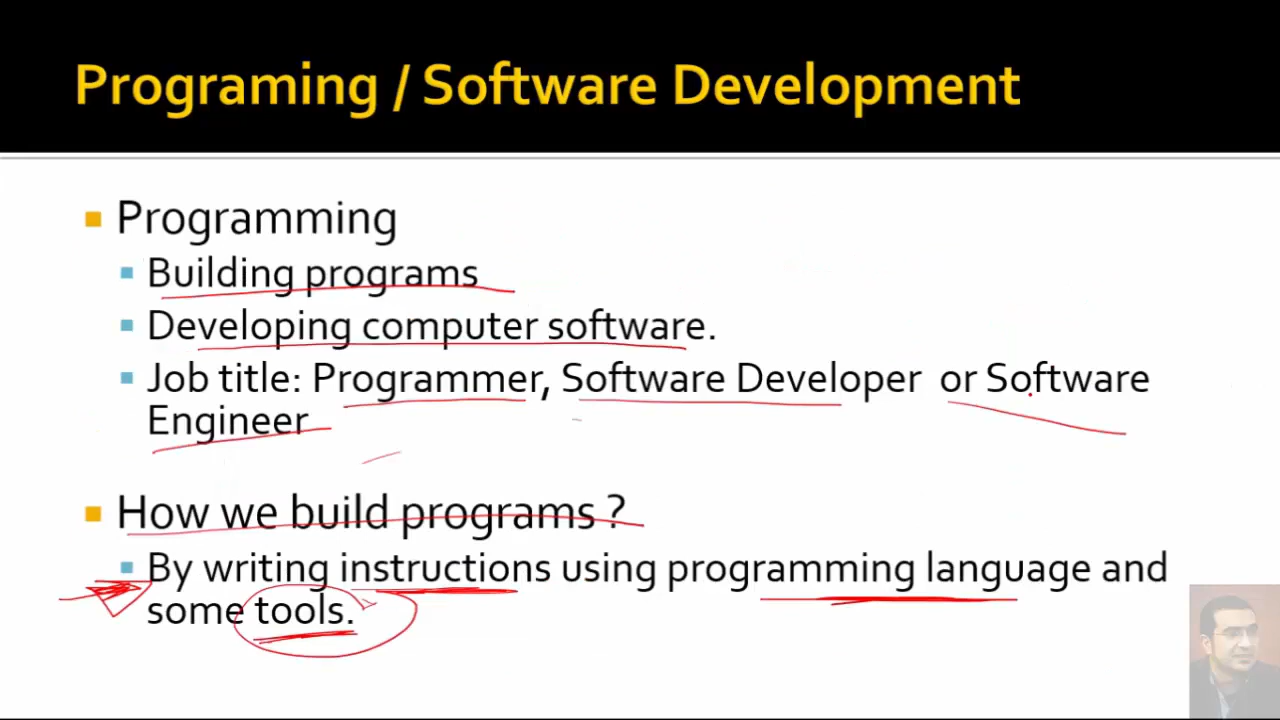 Programing / Software Development
Programming
Building programs
Developing computer software.
Job title: Programmer, Software Developer or Software
Engineer
How we build programs ?
By writing instructions using programming language and
some tools.